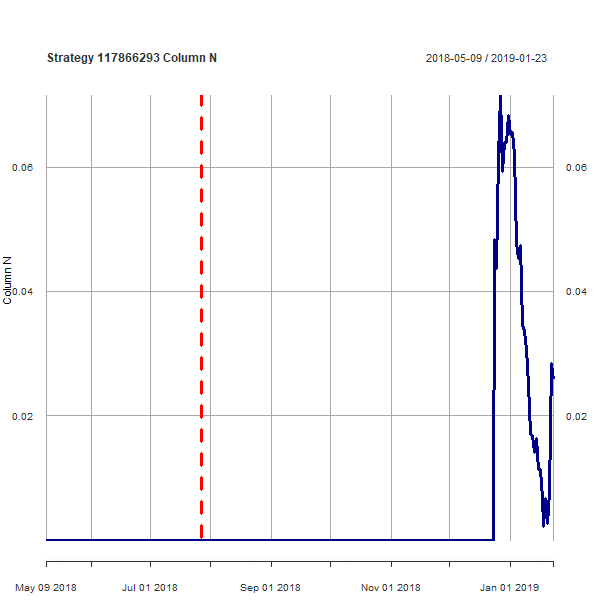 Strategy 117866293 Column N
2018-05-09 / 2019-01-23
Column N
0.06
0.06
0.04
0.04
0.02
0.02
May 09 2018
Jul 01 2018
Sep 01 2018
Nov 01 2018
Jan 01 2019